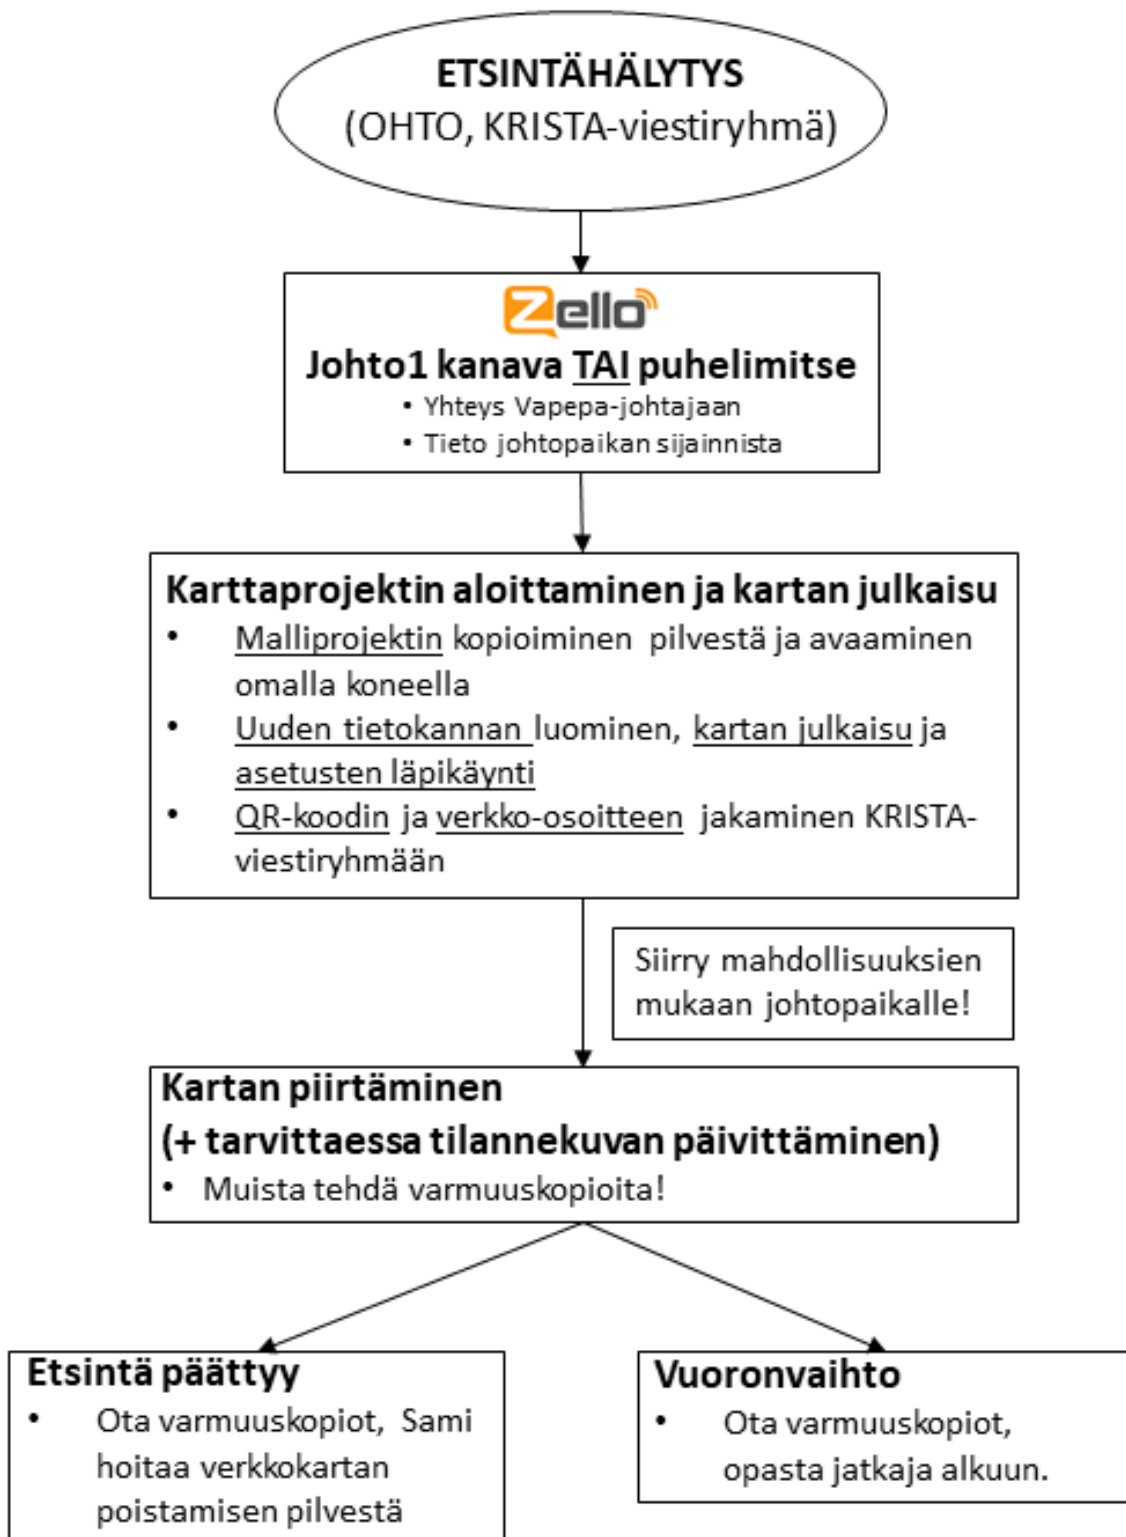 ETSINTÄHÄLYTYS
(OHTO, KRISTA-viestiryhmä)
Zello
Johto1 kanava TAI puhelimitse
• Yhteys Vapepa-johtajaan
• Tieto johtopaikan sijainnista
Karttaprojektin aloittaminen ja kartan julkaisu
• Malliprojektin kopioiminen pilvestä ja avaaminen
omalla koneella
• Uuden tietokannan luominen, kartan julkaisu ja
asetusten läpikäynti
• QR-koodin ja verkko-osoitteen jakaminen KRISTA-
viestiryhmään
Siirry mahdollisuuksien
mukaan johtopaikalle!
Kartan piirtäminen
(+ tarvittaessa tilannekuvan päivittäminen)
• Muista tehdä varmuuskopioita!
Etsintä päättyy
• Ota varmuuskopiot, Sami
hoitaa verkkokartan
poistamisen pilvestä
Vuoronvaihto
• Ota varmuuskopiot,
opasta jatkaja alkuun.